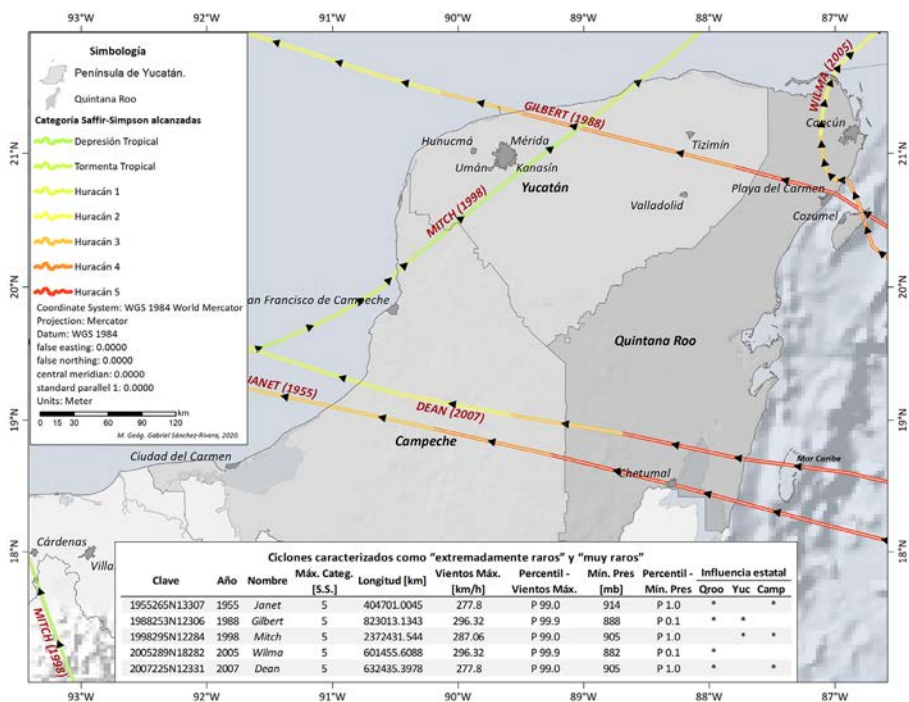 93°W 92°W 91°W 90°W 89°W 88°W 87°W
Simbología
Península de Yucatán.
Quintana Roo
Categoría Saffir-Simpson alcanzadas
Depresión Tropical
Tormenta Tropical
Huracán 1
Huracán 2
Huracán 3
Huracán 4
Huracán 5
Coordinate System: WGS 1984 World Mercator
Projection: Mercator
Datum: WGS 1984
false easting: 0.0000
false northing: 0.0000
central meridian: 0.0000
standard parallel 1: 0.0000
Units: Meter
km
0 15 30 60 90 120
M. Geág. Gabriel Sánchez-Rivera, 2020.
WILMA (2005)
GILBERT (1988)
Cancún
Hunucmá
Mérida
Tizimín
21°N
21°N
Umán
Kanasín
Yucatán
Playa del Carmen
Valladolid
Cozumel
MITCH (1998)
20°N
20°N
an Francisco de Campeche
Quintana Roo
JANET (1955)
DEAN (2007)
19°N
19°N
Campeche
Ciudad del Carmen
Mar Caribe
Chetumal
18°N
18°N
Cárdenas
Villa
MITCH (1998)
Ciclones caracterizados como "extremadamente raros" y "muy raros"
Clave Año Nombre Máx. Categ. [S.S.] Longitud [km] Vientos Máx. [km/h] Percentil - Vientos Máx. Mín. Pres [mb] Percentil - Mín. Pres Influencia estatal
Qroo Yuc Camp
1955265N13307 1955 Janet 5 404701.0045 277.8 P 99.0 914 P 1.0 * *
1988253N12306 1988 Gilbert 5 823013.1343 296.32 P 99.9 888 P 0.1 * *
1998295N12284 1998 Mitch 5 2372431.544 287.06 P 99.0 905 P 1.0 * *
2005289N18282 2005 Wilma 5 601455.6088 296.32 P 99.9 882 P 0.1 *
2007225N12331 2007 Dean 5 632435.3978 277.8 P 99.0 905 P 1.0 * *
93°W 92°W 91°W 90°W 89°W 88°W 87°W